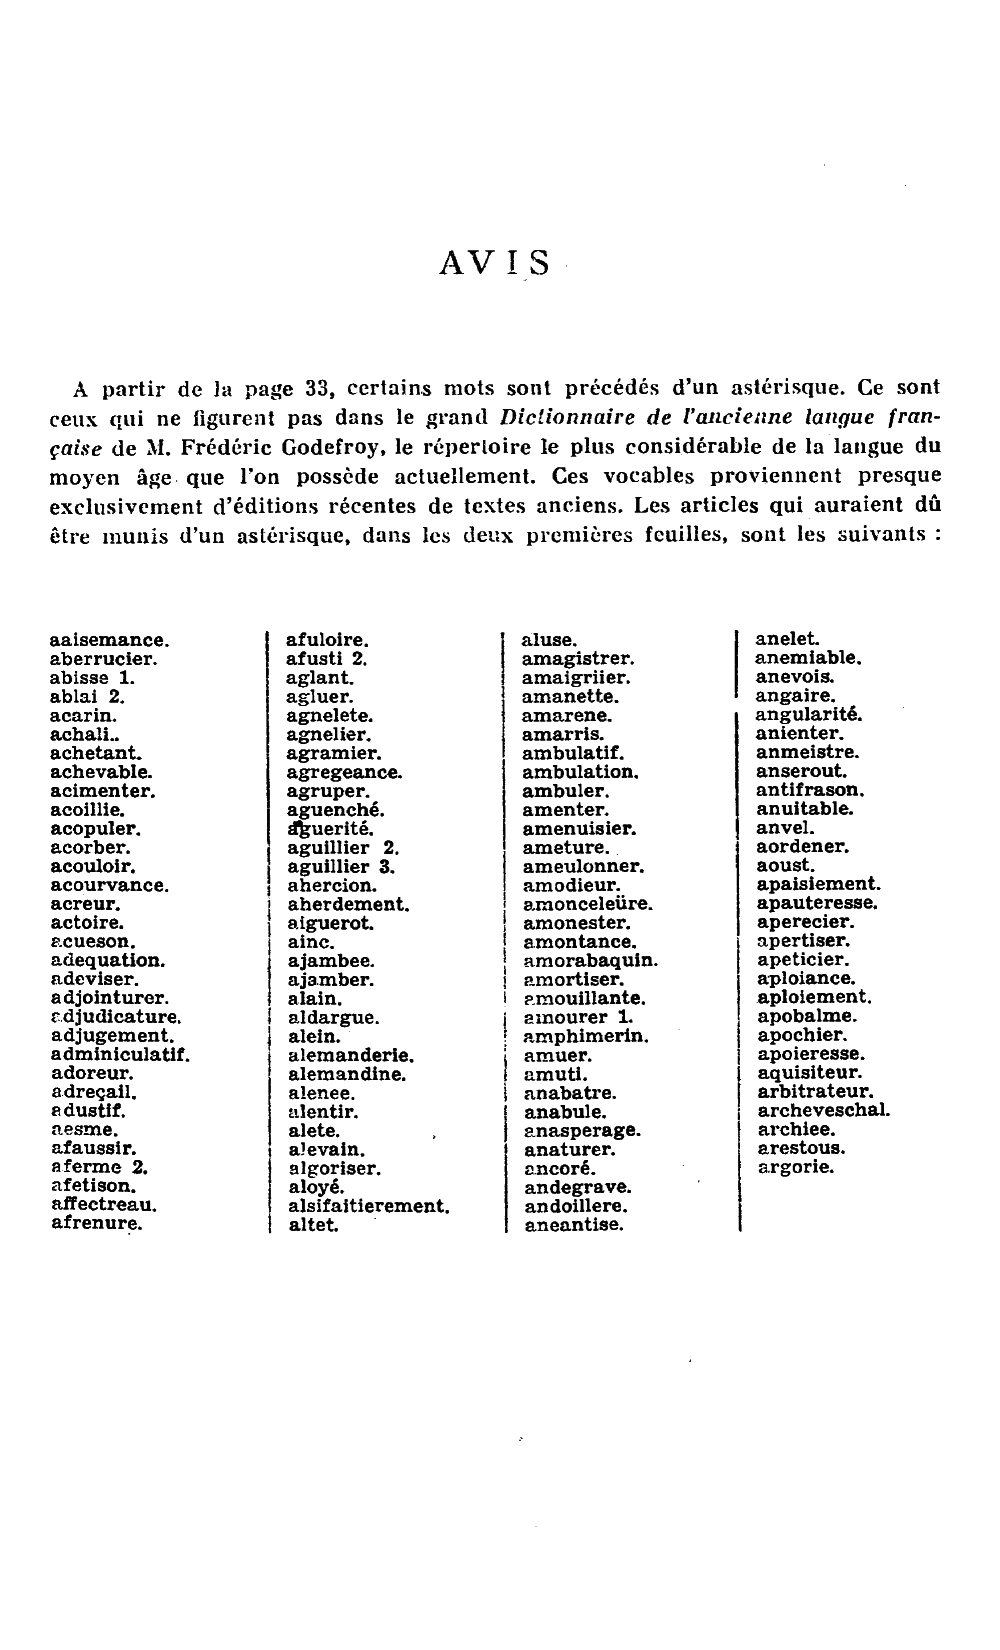 AVIS
A partir de la page 33, certains mots sont précédés d'un astérisque. Ce sont
ceux qui ne figurent pas dans le grand Dictionnaire de l'ancienne langue fran-
çaise de M. Frédéric Godefroy, le répertoire le plus considérable de la langue du
moyen âge que l'on possède actuellement. Ces vocables proviennent presque
exclusivement d'éditions récentes de textes anciens. Les articles qui auraient dû
être munis d'un astérisque, dans les deux premières feuilles, sont les suivants :
aaisemance.
aberrucier.
abisse 1.
ablai 2.
acarin.
achali..
achetant.
achevable.
acimenter.
acoillie.
acopuler.
acorber.
acouloir.
acourvance.
acreur.
actoire.
acueson.
adequation.
adeviser.
adjointurer.
adjudicature.
adjugement.
adminiculatif.
adoreur.
adreçail.
adustif.
aesme.
afaussir.
aferme 2.
afetison.
affectreau.
afrenure.
afuloire.
afusti 2.
aglant.
agluer.
agnelete.
agnelier.
agramier.
agregeance.
agruper.
aguenché.
aguerité.
aguillier 2.
aguillier 3.
ahercion.
aherdement.
aiguerot.
ainc.
ajambee.
ajamber.
alain.
aldargue.
alein.
alemanderie.
alemandine.
alenee.
alentir.
alete.
alevain.
algoriser.
aloyé.
alsifaitierement.
altet.
aluse.
amagistrer.
amaigriier.
amanette.
amarene.
amarris.
ambulatif.
ambulation.
ambuler.
amenter.
amenuisier.
ameture.
ameulonner.
amodieur.
amonceleüre.
amonester.
amontance.
amorabaquin.
amortiser.
amouillante.
amourer 1.
amphimerin.
amuer.
amuti.
anabatre.
anabule.
anasperage.
anaturer.
ancoré.
andegrave.
andoillere.
aneantise.
anelet.
anemiable.
anevois.
angaire.
angularité.
anienter.
anmeistre.
anserout.
antifrason.
anuitable.
anvel.
aordener.
aoust.
apaisiement.
apauteresse.
aperecier.
apertiser.
apeticier.
aploiance.
aploiement.
apobalme.
apochier.
apoieresse.
aquisiteur.
arbitrateur.
archeveschal.
archiee.
arestous.
argorie.